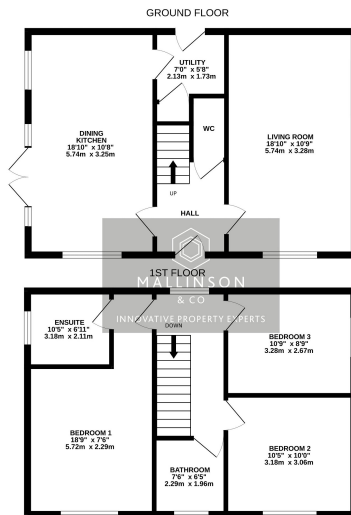 GROUND FLOOR
UTILITY
7'0" x 5'8"
2.13m x 1.73m
DINING
KITCHEN
18'10" x 10'8"
5.74m x 3.25m
WC
LIVING ROOM
18'10" x 10'9"
5.74m x 3.28m
UP
HALL
1ST FLOOR
MALLINSON
& CO
INNOVATIVE PROPERTY EXPERTS
ENSUITE
10'5" x 6'11"
3.18m x 2.11m
DOWN
BEDROOM 3
10'9" x 8'9"
3.28m x 2.67m
BEDROOM 1
18'9" x 7'6"
5.72m x 2.29m
BEDROOM 2
10'5" x 10'0"
3.18m x 3.06m
BATHROOM
7'6" x 6'5"
2.29m x 1.96m